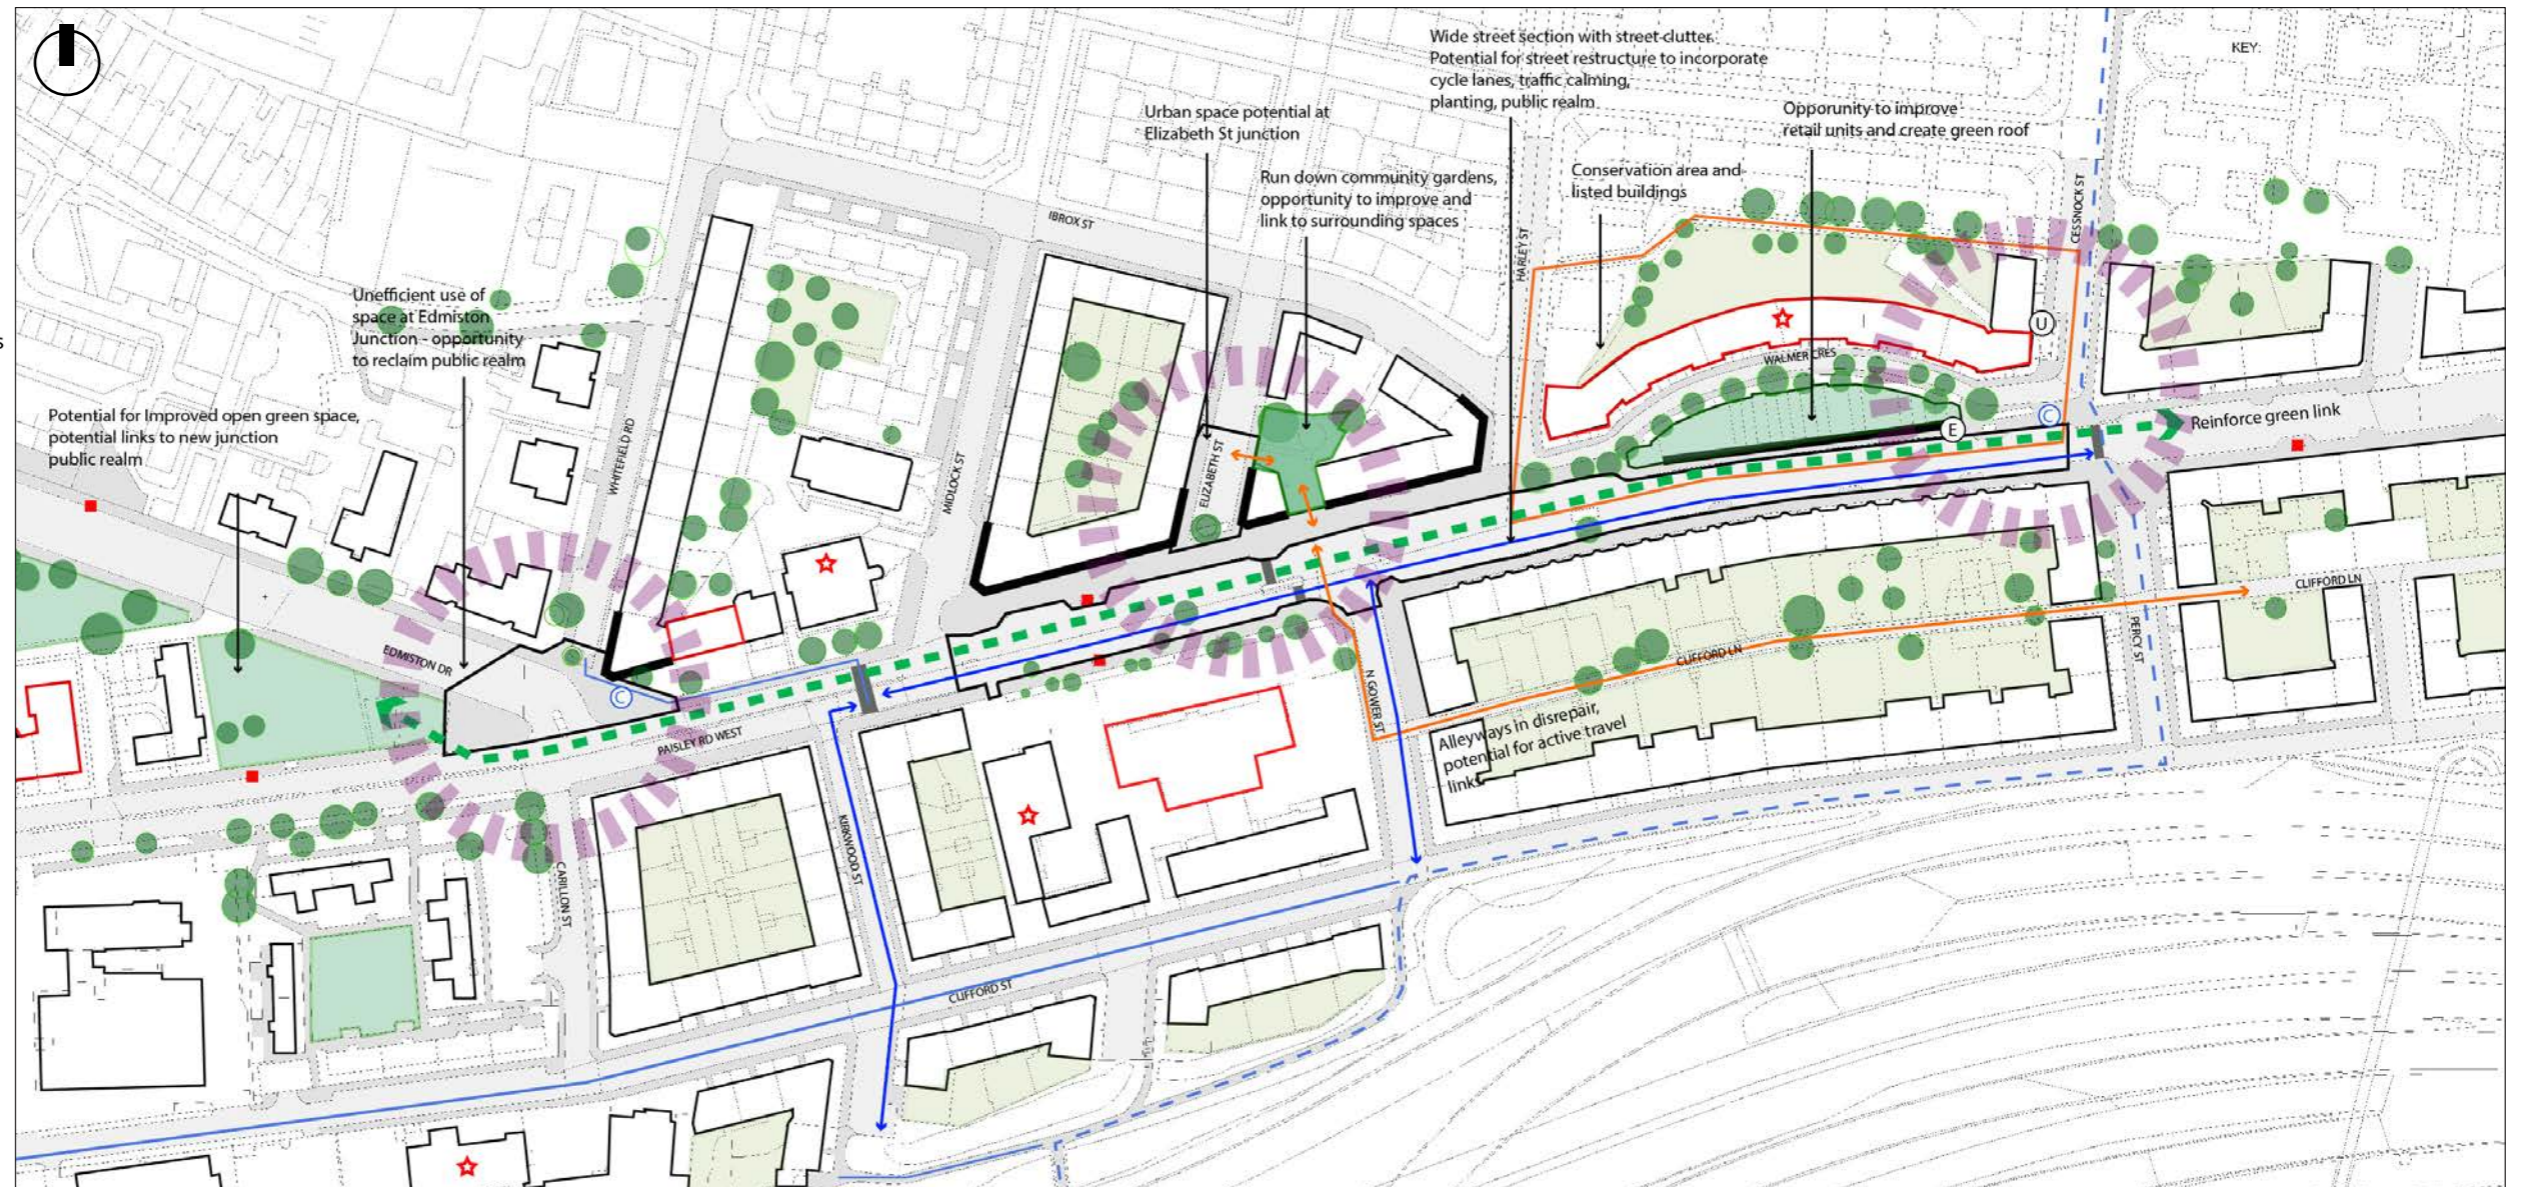 KEY:
Wide street section with street clutter.
Potential for street restructure to incorporate
cycle lanes, traffic calming,
planting, public realm
Urban space potential at
Elizabeth St junction
Opporunity to improve
retail units and create green roof
Run down community gardens,
opportunity to improve and
link to surrounding spaces
Conservation area and
listed buildings
Unefficient use of
space at Edmiston
Junction - opportunity
to reclaim public realm
Potential for Improved open green space,
potential links to new junction
public realm
s
IBROX ST
HARLEY ST
CESSNOCK ST
U
WALMER CRES
C
E
Reinforce green link
WHITEFIELD RD
MIDLOCK ST
ELIZABETH ST
EDMISTON DR
C
PAISLEY RD WEST
N GOWER ST
CLIFFORD LN
CLIFFORD LN
PERCY ST
Alleyways in disrepair,
potential for active travel
links
KIRKWOOD ST
CARILLON ST
CLIFFORD ST